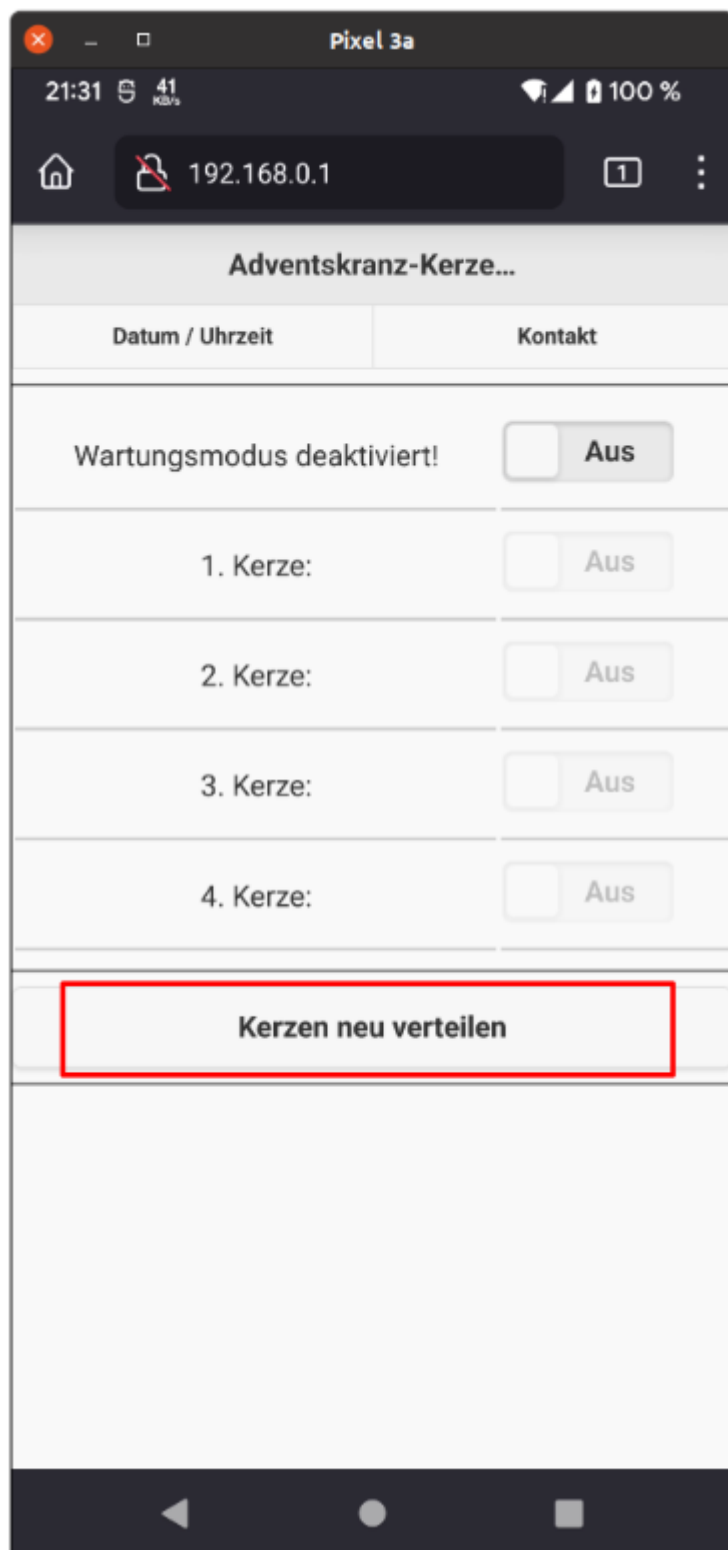 Pixel 3a
21:31 41 KB/s 100 %
192.168.0.1 1
Adventskranz-Kerze...
Datum / Uhrzeit Kontakt
Wartungsmodus deaktiviert! Aus
1. Kerze: Aus
2. Kerze: Aus
3. Kerze: Aus
4. Kerze: Aus
Kerzen neu verteilen